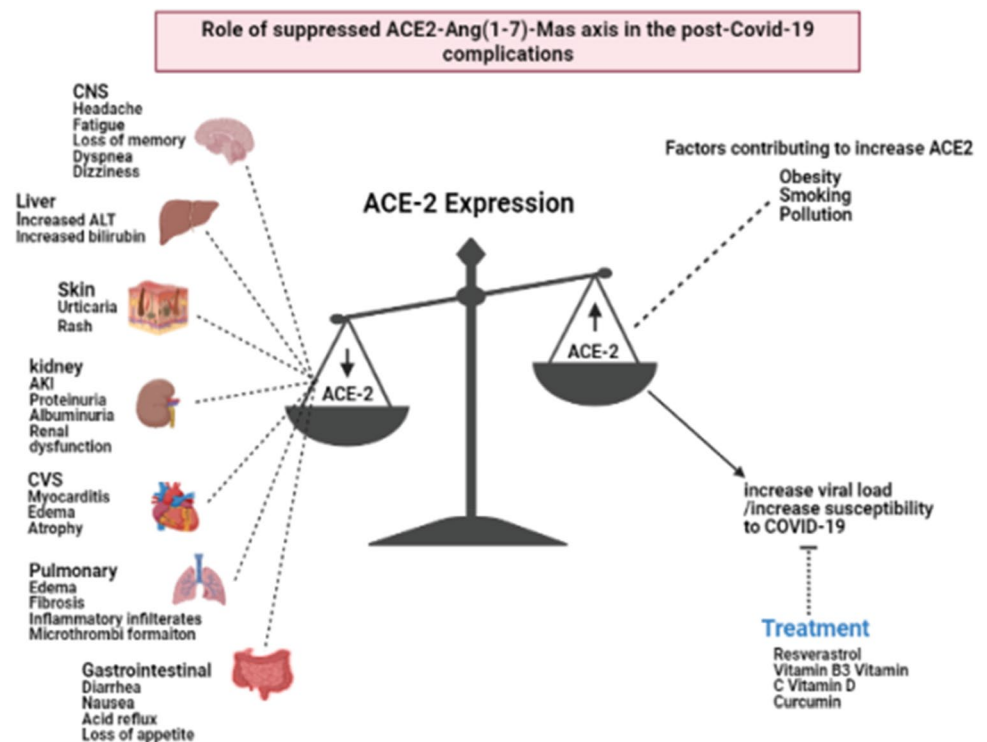 Role of suppressed ACE2-Ang(1-7)-Mas axis in the post-Covid-19
complications
CNS
Headache
Fatigue
Loss of memory
Dyspnea
Dizziness
Liver
Increased ALT
Increased bilirubin
Skin
Urticaria
Rash
kidney
AKI
Proteinuria
Albuminuria
Renal
dysfunction
CVS
Myocarditis
Edema
Atrophy
Pulmonary
Edema
Fibrosis
Inflammatory infilterates
Microthrombi formaiton
Gastrointestinal
Diarrhea
Nausea
Acid reflux
Loss of appetite
ACE-2 Expression
ACE-2
ACE-2
Factors contributing to increase ACE2
Obesity
Smoking
Pollution
increase viral load
/increase susceptibility
to COVID-19
Treatment
Resverastrol
Vitamin B3 Vitamin
C Vitamin D
Curcumin